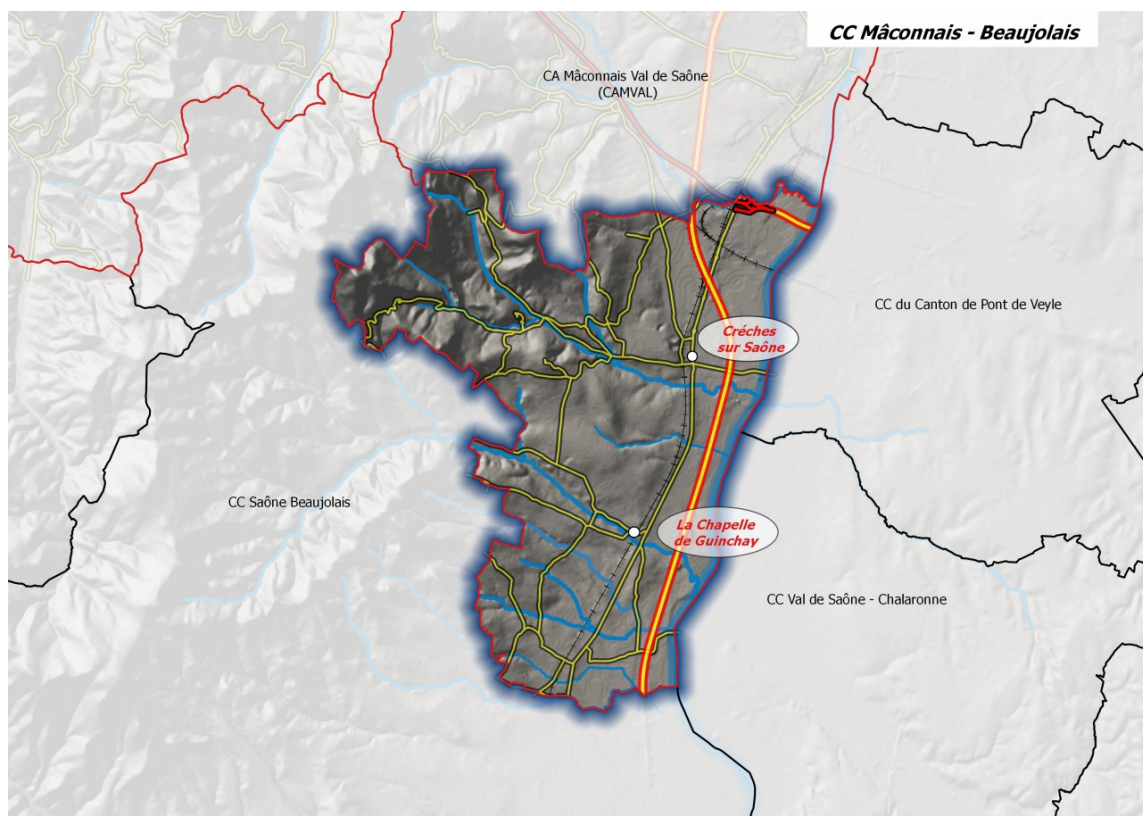 CC Mâconnais - Beaujolais
CA Mâconnais Val de Saône
(CAMVAL)
CC du Canton de Pont de Veyle
Créches
sur Saône
CC Saône Beaujolais
La Chapelle
de Guinchay
CC Val de Saône - Chalaronne